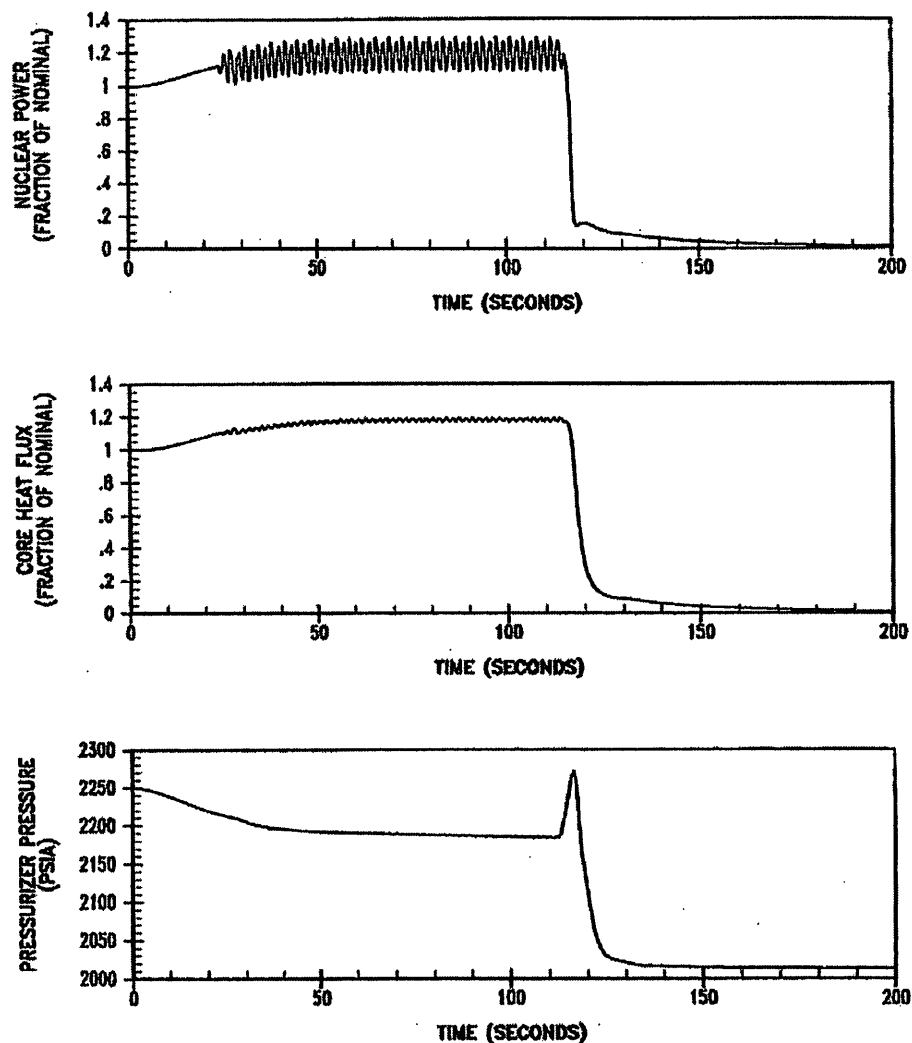 NUCLEAR POWER
(FRACTION OF NOMINAL)
1.4
1.2
1
.8
.6
.4
.2
0
0 50 100 150 200
TIME (SECONDS)
CORE HEAT FLUX
(FRACTION OF NOMINAL)
1.4
1.2
1
.8
.6
.4
.2
0
0 50 100 150 200
TIME (SECONDS)
PRESSURIZER PRESSURE
(PSIA)
2300
2250
2200
2150
2100
2050
2000
0 50 100 150 200
TIME (SECONDS)